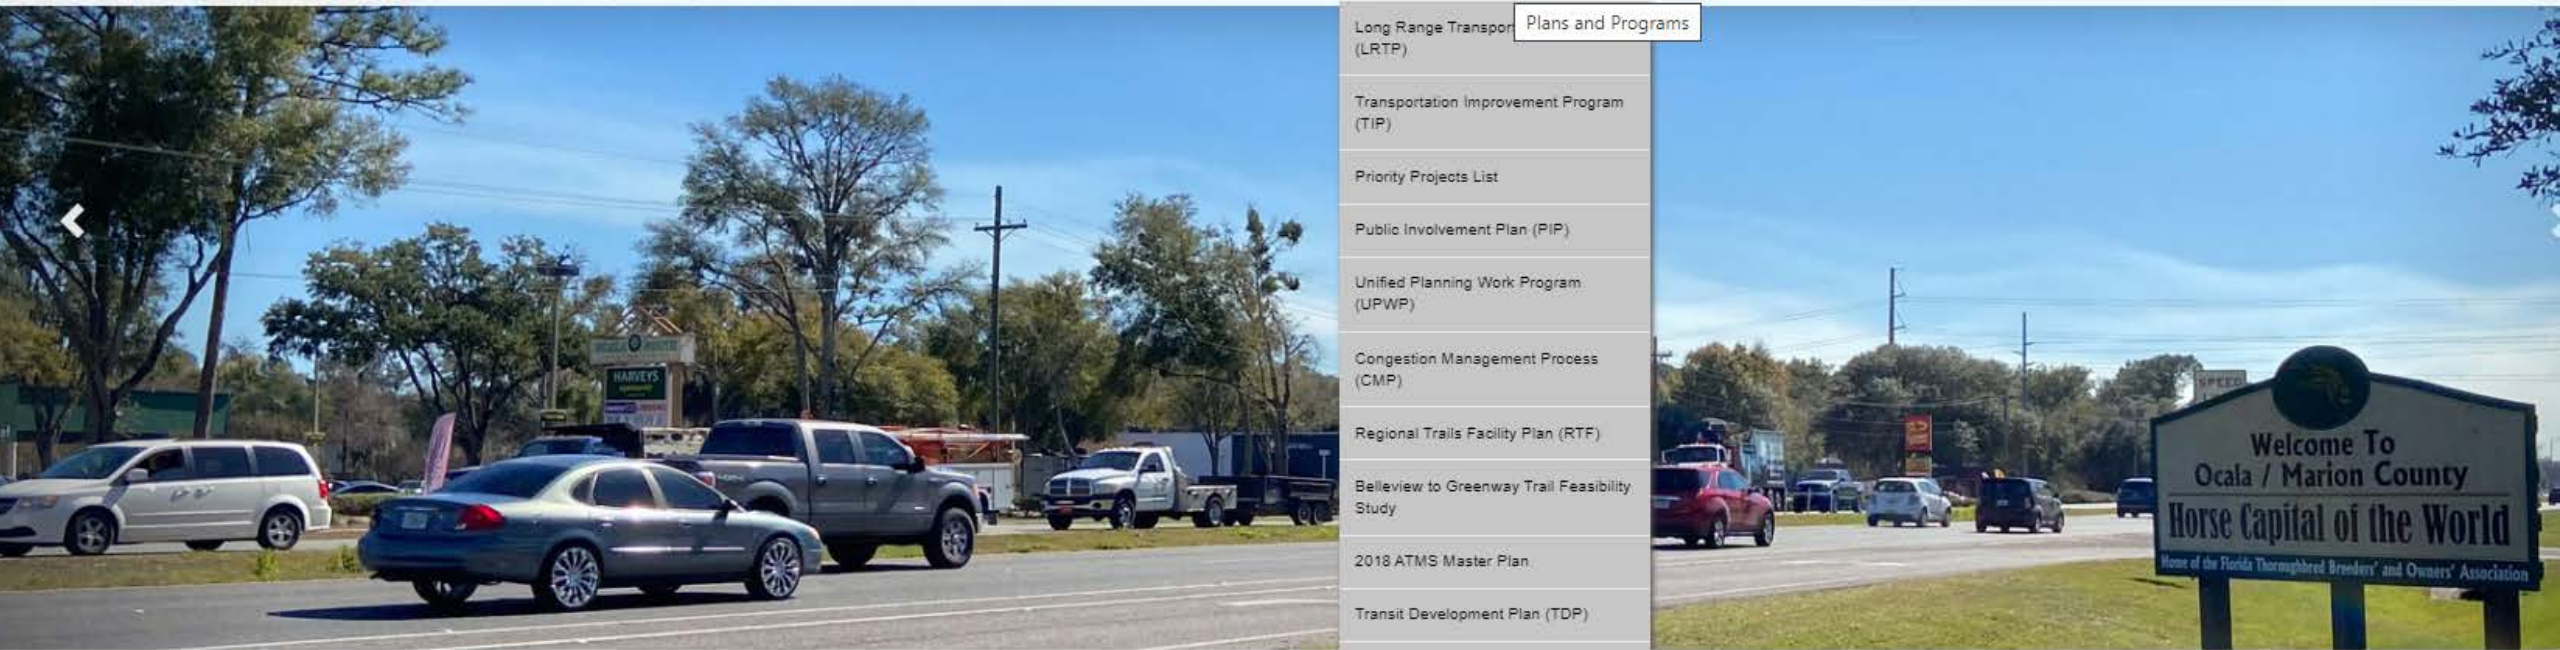 Plans and Programs
Long Range Transpor
(LRTP)
Transportation Improvement Program
(TIP)
Priority Projects List
Public Involvement Plan (PIP)
Unified Planning Work Program
(UPWP)
Congestion Management Process
(CMP)
Regional Trails Facility Plan (RTF)
Belleview to Greenway Trail Feasibility
Study
2018 ATMS Master Plan
Transit Development Plan (TDP)
HARVEYS
SPEED
Welcome To
Ocala / Marion County
Horse Capital of the World
Home of the Florida Thoroughbred Breeders' and Owners' Association